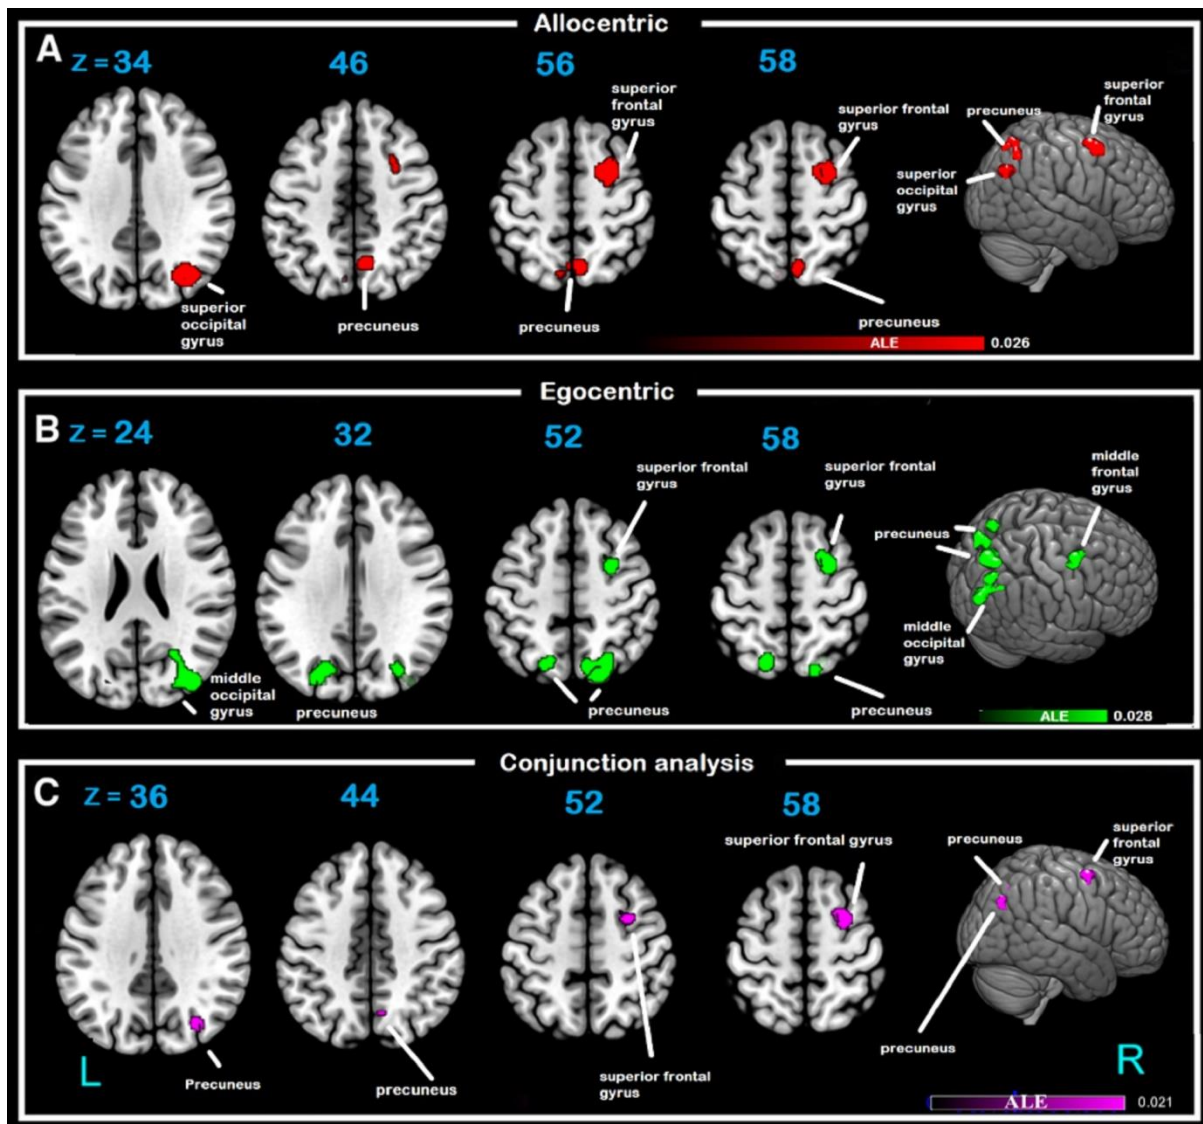 Allocentric
A
Z = 34
46
56
58
superior
frontal
gyrus
superior frontal
gyrus
precuneus
superior
frontal
gyrus
superior
occipital
gyrus
superior
occipital
gyrus
precuneus
precuneus
precuneus
ALE
0.026
Egocentric
B
Z = 24
32
52
58
superior frontal
gyrus
superior frontal
gyrus
middle
frontal
gyrus
precuneus
middle
occipital
gyrus
middle
occipital
gyrus
precuneus
precuneus
precuneus
ALE
0.028
Conjunction analysis
C
Z = 36
44
52
58
superior frontal gyrus
precuneus
superior
frontal
gyrus
precuneus
L
Precuneus
precuneus
superior frontal
gyrus
R
ALE
0.021